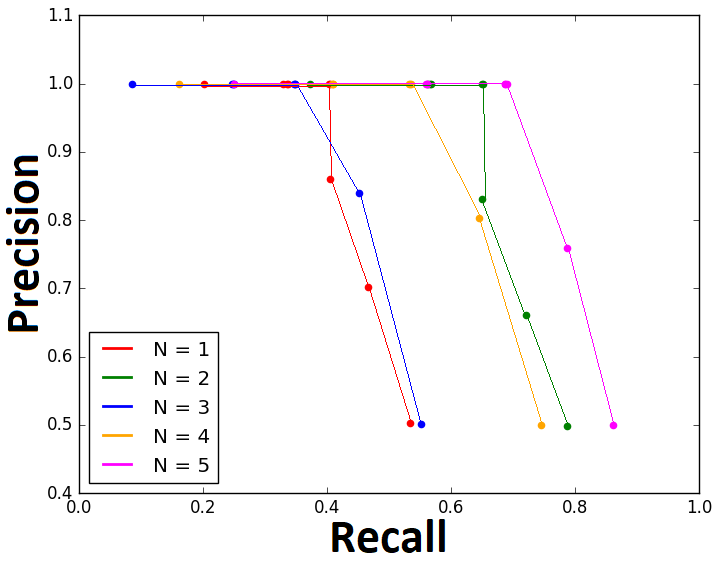 1.1
1.0
0.9
0.8
0.7
0.6
0.5
0.4
Precision
N = 1
N = 2
N = 3
N = 4
N = 5
0.0 0.2 0.4 0.6 0.8 1.0
Recall